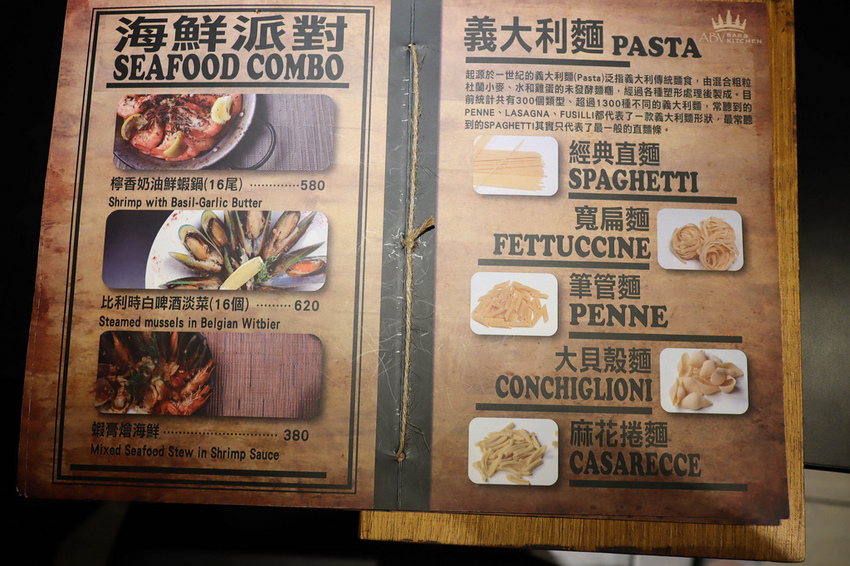 海鮮派對
SEAFOOD COMBO
檸香奶油鮮蝦鍋(16尾) ‥‥‥‥‥ 580
Shrimp with Basil-Garlic Butter
比利時白啤酒淡菜(16個) ‥‥‥‥ 620
Steamed mussels in Belgian Witbier
蝦膏燴海鮮 ‥‥‥‥‥‥‥‥‥‥‥‥ 380
Mixed Seafood Stew in Shrimp Sauce
義大利麵 PASTA
KITCHEN
起源於一世紀的義大利麵(Pasta)泛指義大利傳統麵食，由混合粗粒
杜蘭小麥、水和雞蛋的未發酵麵糰，經過各種塑形處理後製成。目
前統計共有300個類型、超過1300種不同的義大利麵，常聽到的
PENNE、LASAGNA、FUSILLI都代表了一款義大利麵形狀，最常聽
到的SPAGHETTI其實只代表了最一般的直麵條。
經典直麵
SPAGHETTI
寬扁麵
FETTUCCINE
筆管麵
PENNE
大貝殼麵
CONCHIGLIONI
麻花捲麵
CASARECCE